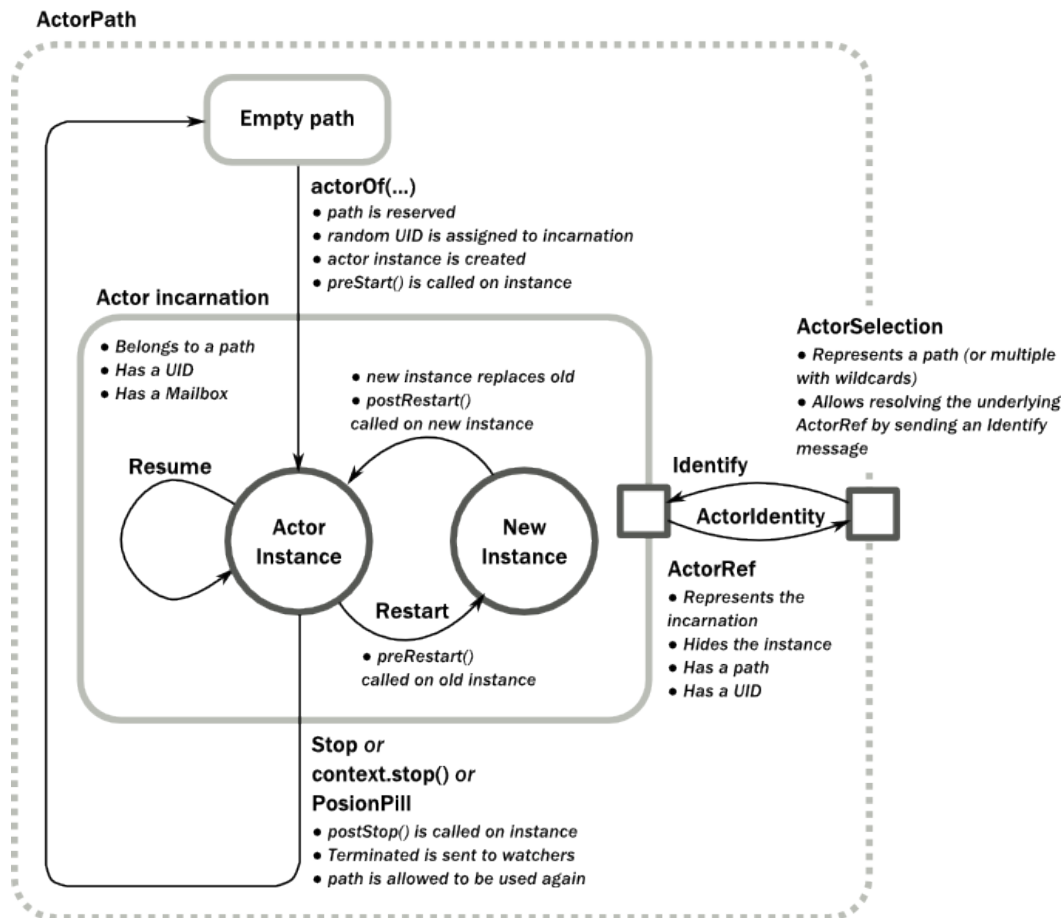 ActorPath
Empty path
actorOf(...)
● path is reserved
● random UID is assigned to incarnation
● actor instance is created
● preStart() is called on instance
Actor incarnation
● Belongs to a path
● Has a UID
● Has a Mailbox
● new instance replaces old
● postRestart()
called on new instance
Resume
Actor
Instance
New
Instance
Restart
● preRestart()
called on old instance
ActorSelection
● Represents a path (or multiple
with wildcards)
● Allows resolving the underlying
ActorRef by sending an Identify
message
Identify
ActorIdentity
ActorRef
● Represents the
incarnation
● Hides the instance
● Has a path
● Has a UID
Stop or
context.stop() or
PosionPill
● postStop() is called on instance
● Terminated is sent to watchers
● path is allowed to be used again